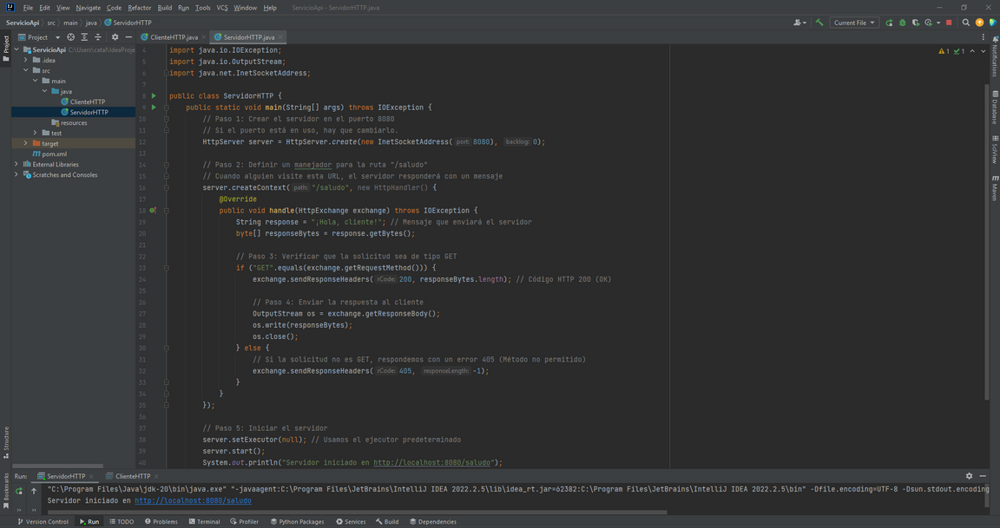 File Edit View Navigate Code Refactor Build Run Tools VCS Window Help ServicioApi - ServidorHTTP.java
ServicioApi src main java ServidorHTTP
Current File
Project
ClienteHTTP.java
ServidorHTTP.java
ServicioApi C:\Users\catal\IdeaProje
.idea
src
main
java
ClienteHTTP
ServidorHTTP
resources
test
target
pom.xml
External Libraries
Scratches and Consoles
1 1
4 import java.io.IOException;
5 import java.io.OutputStream;
6 import java.net.InetSocketAddress;
7
8 public class ServidorHTTP {
9 public static void main(String[] args) throws IOException {
10 // Paso 1: Crear el servidor en el puerto 8080
11 // Si el puerto está en uso, hay que cambiarlo.
12 HttpServer server = HttpServer.create(new InetSocketAddress( port: 8080), backlog: 0);
13
14 // Paso 2: Definir un manejador para la ruta "/saludo"
15 // Cuando alguien visite esta URL, el servidor responderá con un mensaje
16 server.createContext( path: "/saludo", new HttpHandler() {
17 @Override
18 public void handle(HttpExchange exchange) throws IOException {
19 String response = "¡Hola, cliente!"; // Mensaje que enviará el servidor
20 byte[] responseBytes = response.getBytes();
21
22 // Paso 3: Verificar que la solicitud sea de tipo GET
23 if ("GET".equals(exchange.getRequestMethod())) {
24 exchange.sendResponseHeaders( rCode: 200, responseBytes.length); // Código HTTP 200 (OK)
25
26 // Paso 4: Enviar la respuesta al cliente
27 OutputStream os = exchange.getResponseBody();
28 os.write(responseBytes);
29 os.close();
30 } else {
31 // Si la solicitud no es GET, respondemos con un error 405 (Método no permitido)
32 exchange.sendResponseHeaders( rCode: 405, responseLength: -1);
33 }
34 }
35 });
36
37 // Paso 5: Iniciar el servidor
38 server.setExecutor(null); // Usamos el ejecutor predeterminado
39 server.start();
40 System.out.println("Servidor iniciado en http://localhost:8080/saludo");
Project
Structure
Bookmarks
Notifications
Database
SciView
Maven
Run: ServidorHTTP ClienteHTTP
"C:\Program Files\Java\jdk-20\bin\java.exe" "-javaagent:C:\Program Files\JetBrains\IntelliJ IDEA 2022.2.5\lib\idea_rt.jar=62382:C:\Program Files\JetBrains\IntelliJ IDEA 2022.2.5\bin" -Dfile.encoding=UTF-8 -Dsun.stdout.encoding
Servidor iniciado en http://localhost:8080/saludo
Version Control Run TODO Problems Terminal Profiler Python Packages Services Build Dependencies